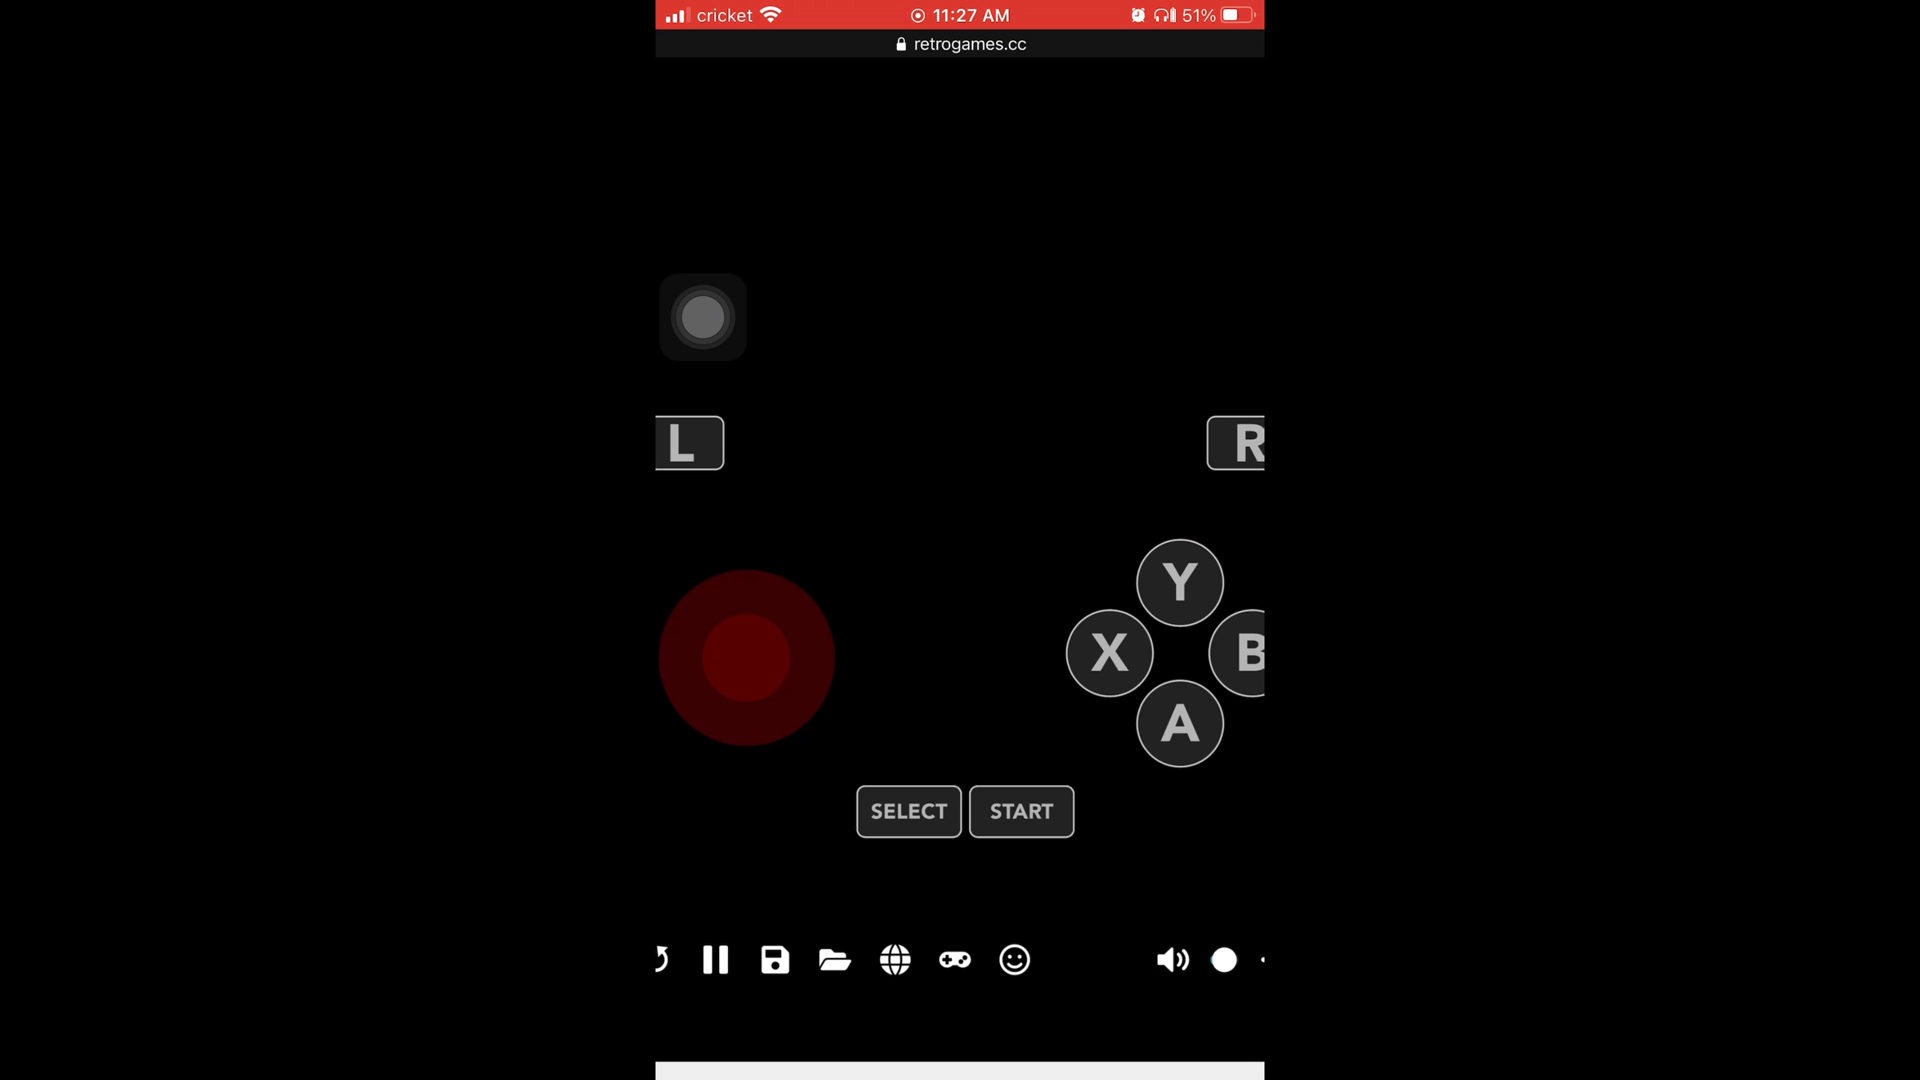 cricket 11:27 AM 51%
retrogames.cc
L R
Y
X B
A
SELECT START